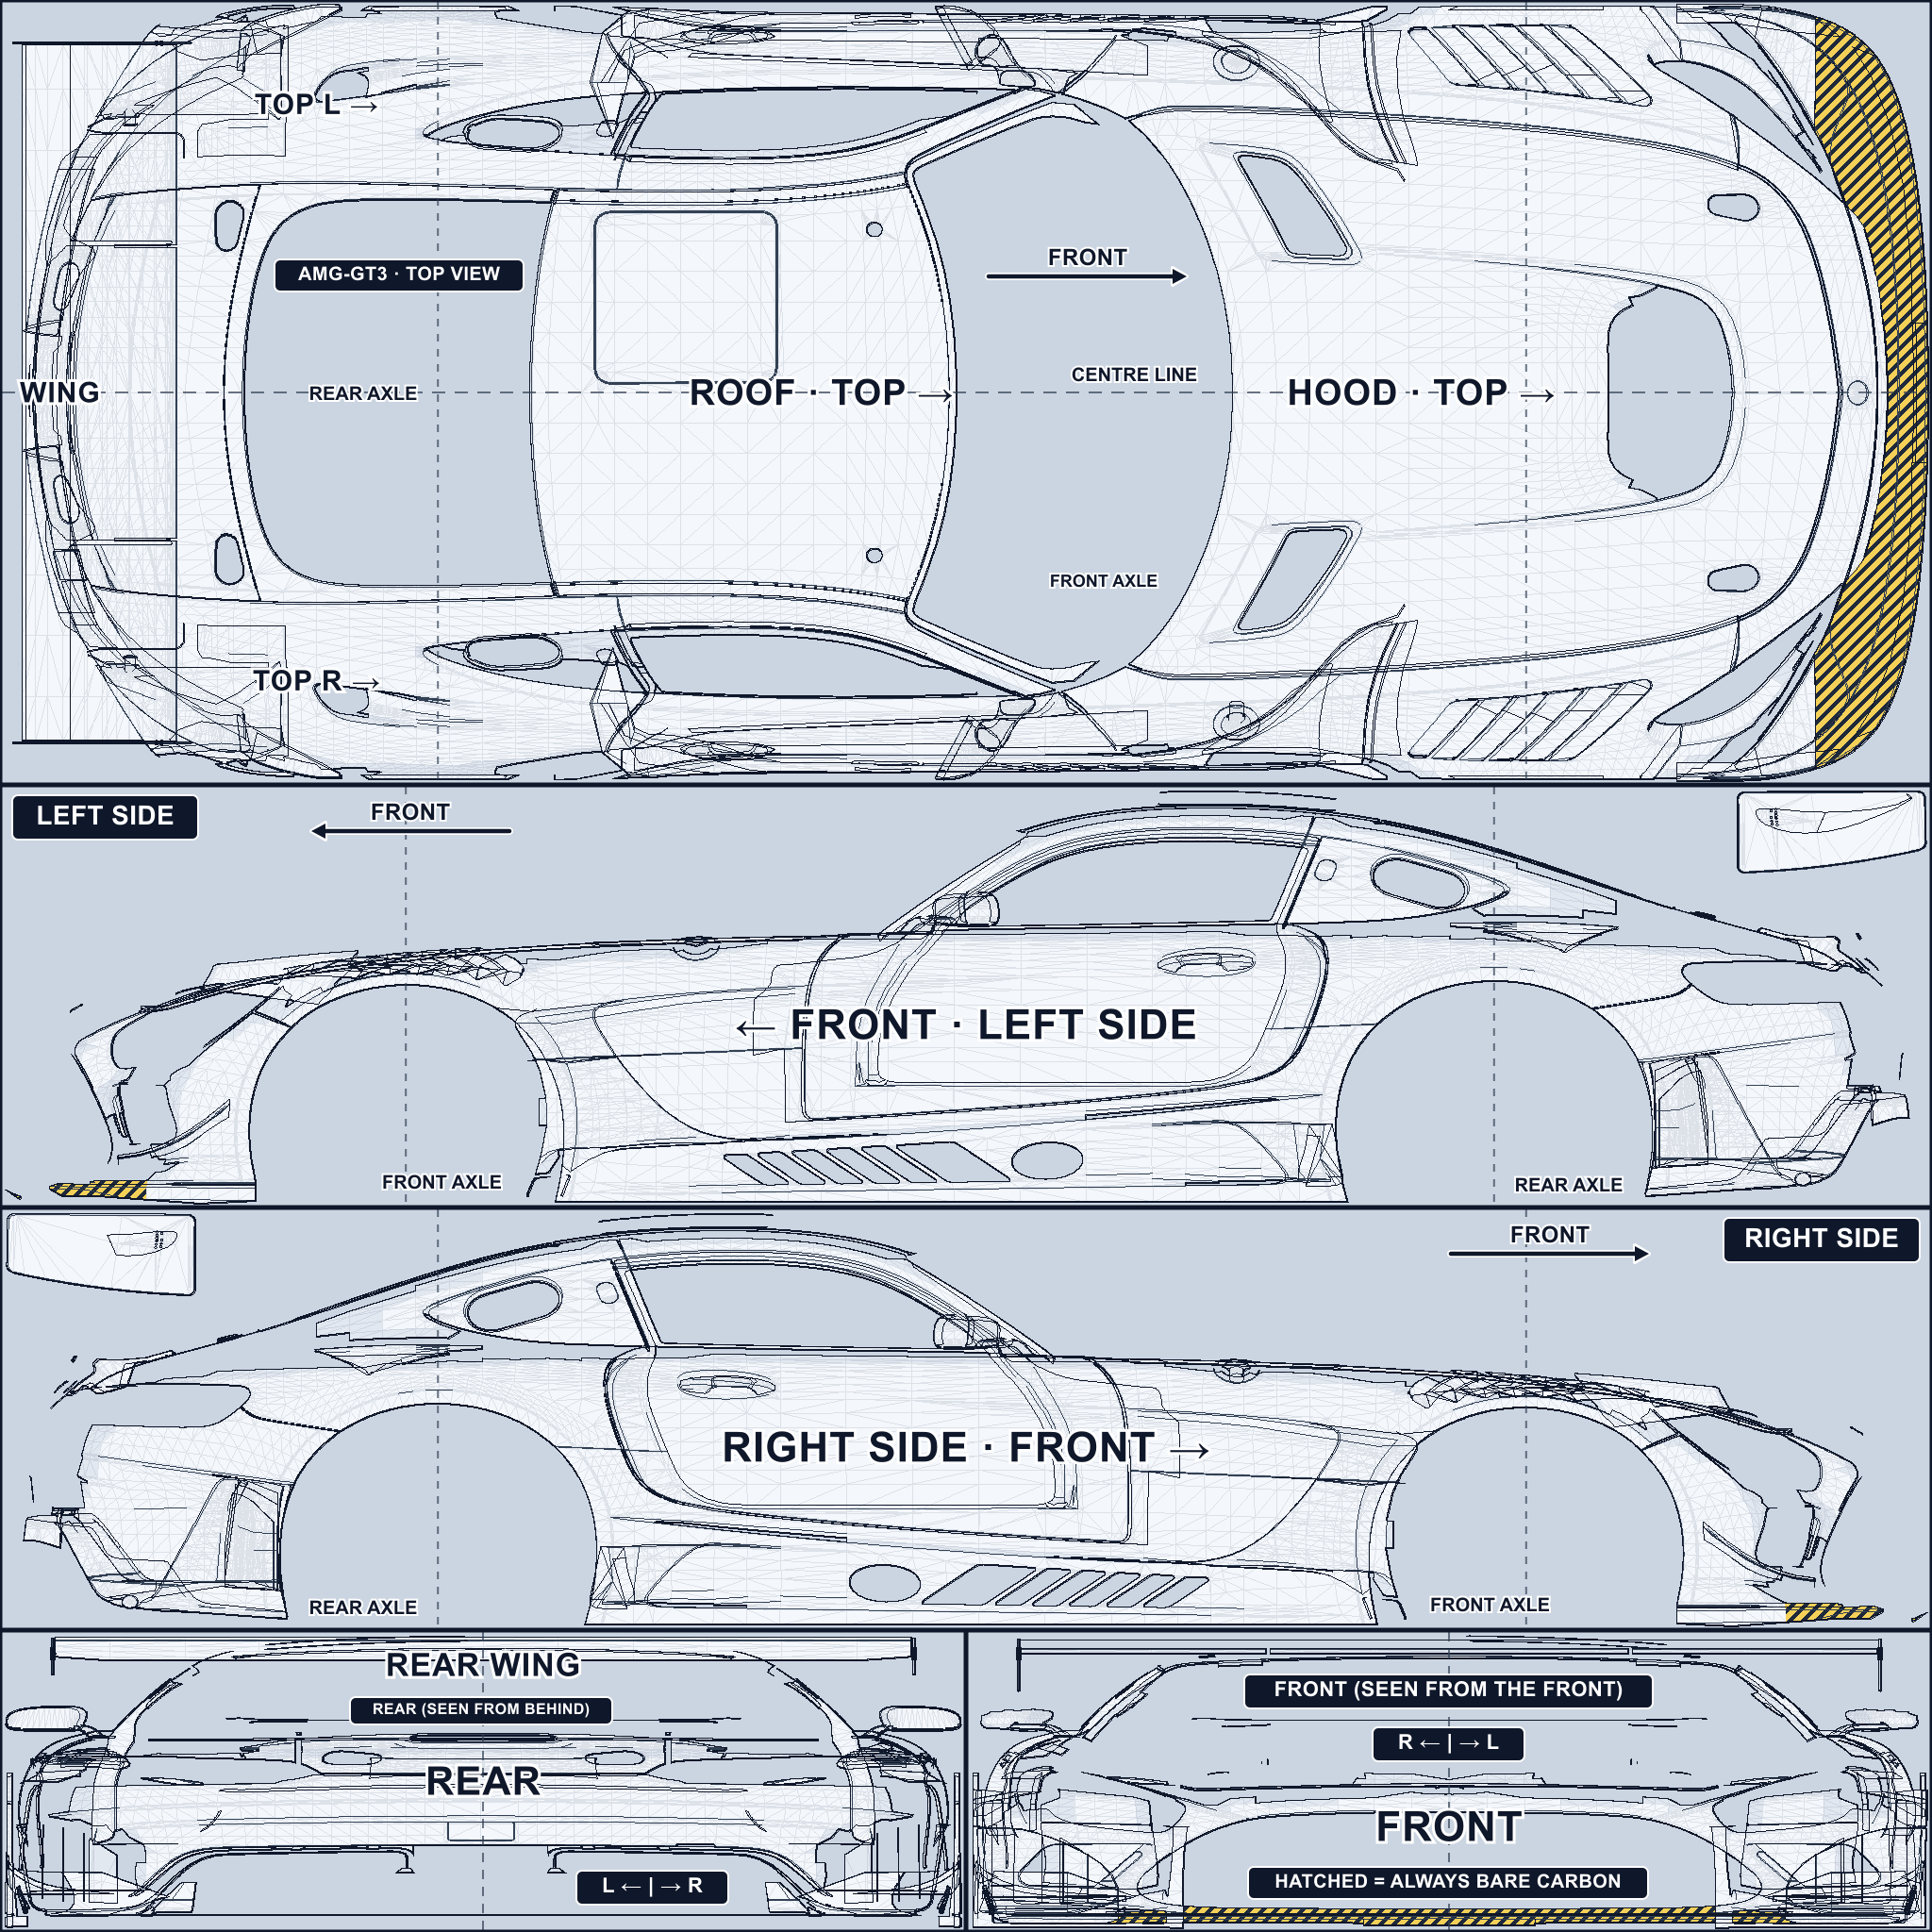 TOP L →
AMG-GT3 · TOP VIEW
FRONT
CENTRE LINE
WING
REAR AXLE
ROOF · TOP →
HOOD · TOP →
FRONT AXLE
TOP R →
LEFT SIDE
FRONT
← FRONT · LEFT SIDE
FRONT AXLE
REAR AXLE
FRONT
RIGHT SIDE
RIGHT SIDE · FRONT →
REAR AXLE
FRONT AXLE
REAR WING
REAR (SEEN FROM BEHIND)
REAR
L ← | → R
FRONT (SEEN FROM THE FRONT)
R ← | → L
FRONT
HATCHED = ALWAYS BARE CARBON